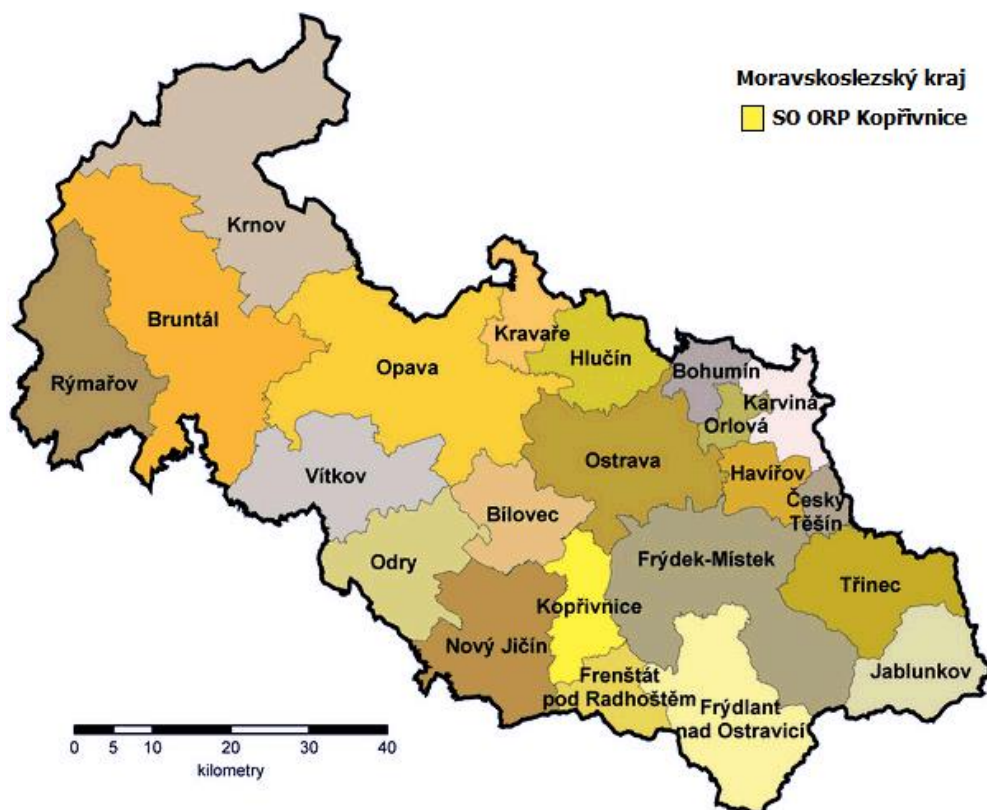 Moravskoslezský kraj
SO ORP Kopřivnice
Krnov
Bruntál
Rýmařov
Opava
Kravaře
Hlučín
Bohumín
Karviná
Orlová
Ostrava
Havířov
Český
Těšín
Vítkov
Bílovec
Odry
Frýdek-Místek
Třinec
Kopřivnice
Nový Jičín
Jablunkov
Frenštát
pod Radhoštěm
Frýdlant
nad Ostravicí
0 5 10 20 30 40
kilometry